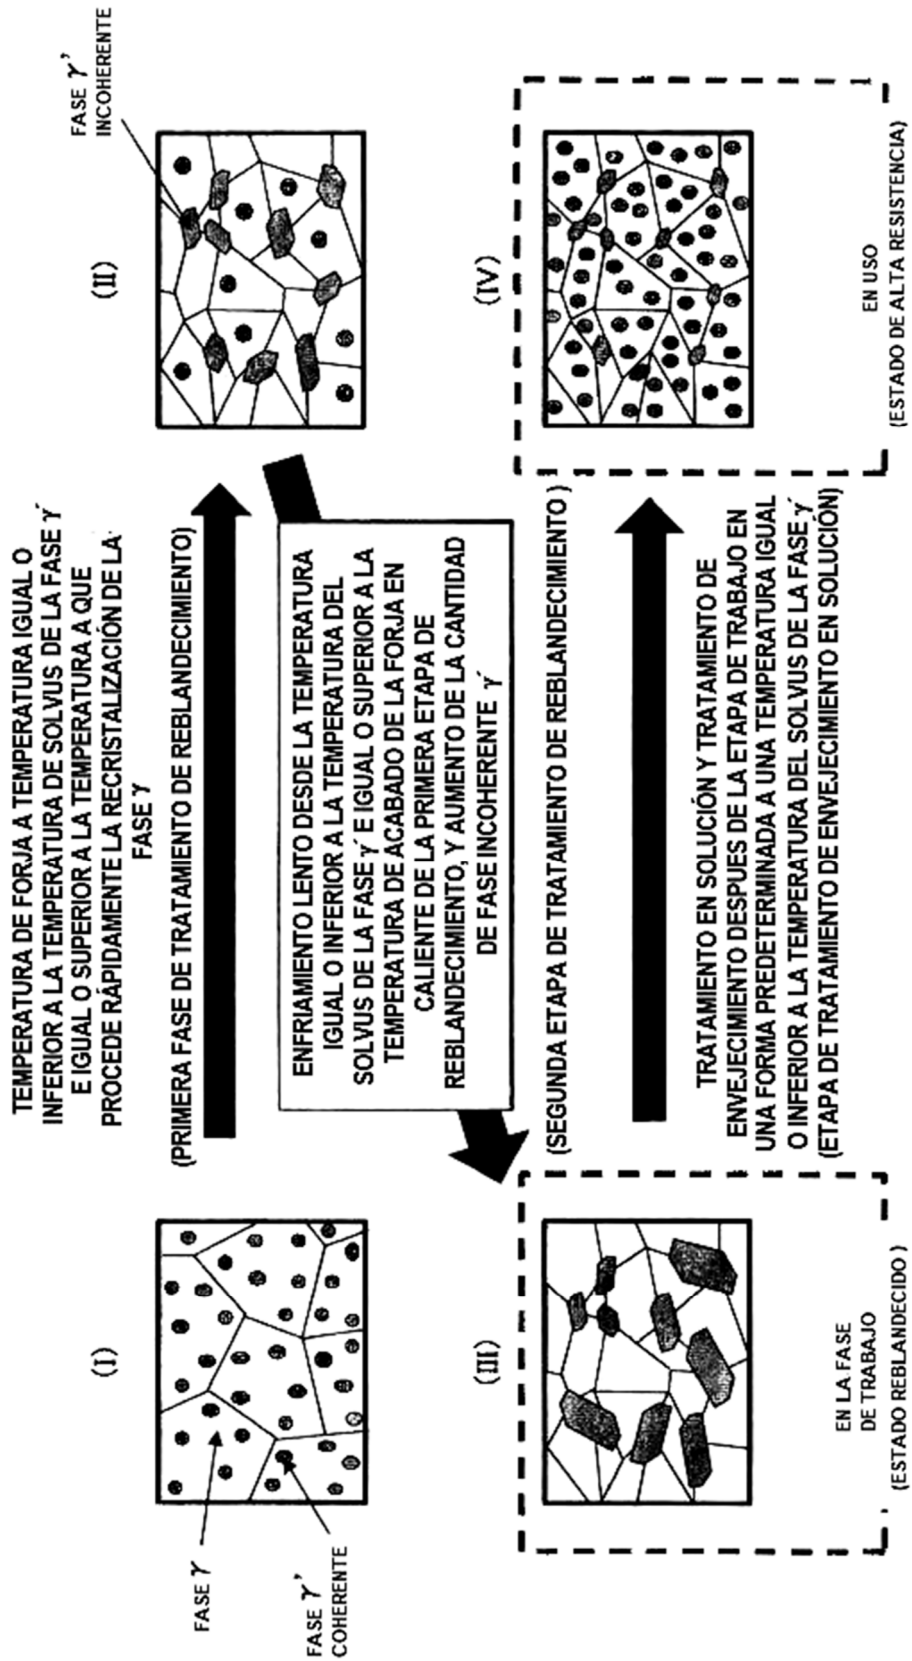 TEMPERATURA DE FORJA A TEMPERATURA IGUAL O
INFERIOR A LA TEMPERATURA DE SOLVUS DE LA FASE γ´
E IGUAL O SUPERIOR A LA TEMPERATURA A QUE
PROCEDE RÁPIDAMENTE LA RECRISTALIZACIÓN DE LA
FASE γ
(PRIMERA FASE DE TRATAMIENTO DE REBLANDECIMIENTO)
(I)
FASE γ
FASE γ’
COHERENTE
(II)
FASE γ’
INCOHERENTE
ENFRIAMIENTO LENTO DESDE LA TEMPERATURA
IGUAL O INFERIOR A LA TEMPERATURA DEL
SOLVUS DE LA FASE γ´ E IGUAL O SUPERIOR A LA
TEMPERATURA DE ACABADO DE LA FORJA EN
CALIENTE DE LA PRIMERA ETAPA DE
REBLANDECIMIENTO, Y AUMENTO DE LA CANTIDAD
DE FASE INCOHERENTE γ´
(SEGUNDA ETAPA DE TRATAMIENTO DE REBLANDECIMIENTO )
(III)
EN LA FASE
DE TRABAJO
(ESTADO REBLANDECIDO )
TRATAMIENTO EN SOLUCIÓN Y TRATAMIENTO DE
ENVEJECIMIENTO DESPUES DE LA ETAPA DE TRABAJO EN
UNA FORMA PREDETERMINADA A UNA TEMPERATURA IGUAL
O INFERIOR A LA TEMPERATURA DEL SOLVUS DE LA FASE γ´
(ETAPA DE TRATAMIENTO DE ENVEJECIMIENTO EN SOLUCIÓN)
(IV)
EN USO
(ESTADO DE ALTA RESISTENCIA)